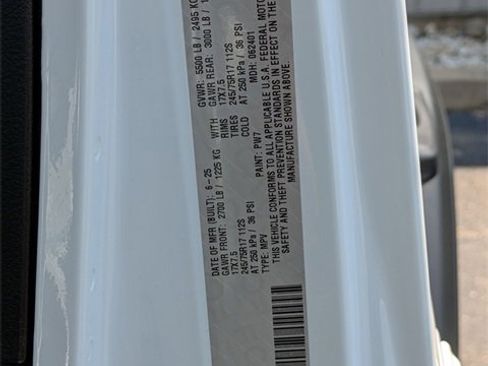 DATE OF MFR (BUILT): 6-25 GVWR: 5500 LB / 2495 KG
GAWR FRONT: 2700 LB / 1225 KG WITH GAWR REAR: 3000 LB /
17X7.5 RIMS 17X7.5
245/75R17 112S TIRES 245/75R17 112S
AT 250 kPa / 36 PSI COLD AT 250 kPa / 36 PSI
TYPE: MPV PAINT: PW7 MDH: 062401
THIS VEHICLE CONFORMS TO ALL APPLICABLE U.S.A. FEDERAL MOTOR
SAFETY AND THEFT PREVENTION STANDARDS IN EFFECT ON THE
MANUFACTURE SHOWN ABOVE.